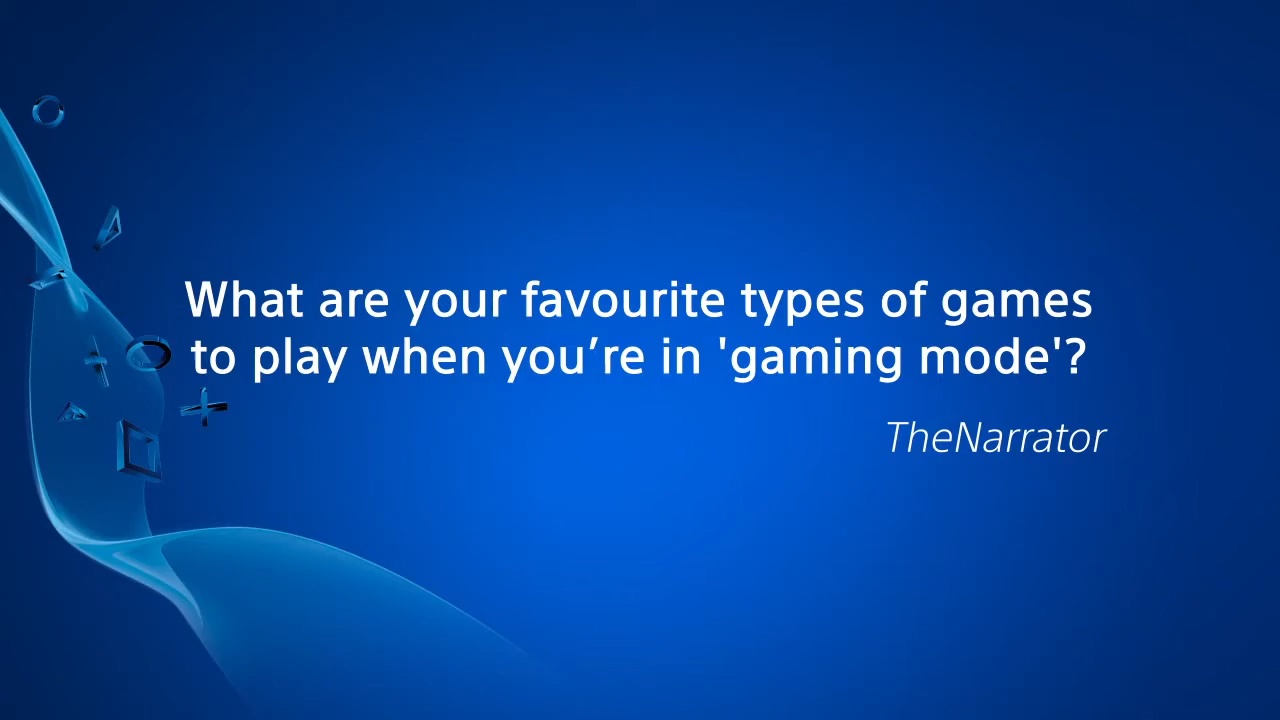 What are your favourite types of games
to play when you’re in 'gaming mode'?
TheNarrator